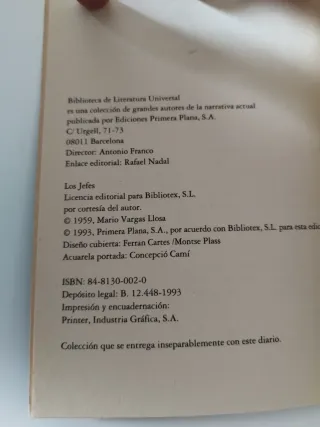 Biblioteca de Literatura Universal
es una colección de grandes autores de la narrativa actual
publicada por Ediciones Primera Plana, S.A.
C/ Urgell, 71-73
08011 Barcelona
Director: Antonio Franco
Enlace editorial: Rafael Nadal
Los Jefes
Licencia editorial para Bibliotex, S.L.
por cortesía del autor.
© 1959, Mario Vargas Llosa
© 1993, Primera Plana, S.A., por acuerdo con Bibliotex, S.L. para esta edi
Diseño cubierta: Ferran Cartes/Montse Plass
Acuarela portada: Concepció Camí
ISBN: 84-8130-002-0
Depósito legal: B. 12.448-1993
Impresión y encuadernación:
Printer, Industria Gráfica, S.A.
Colección que se entrega inseparablemente con este diario.